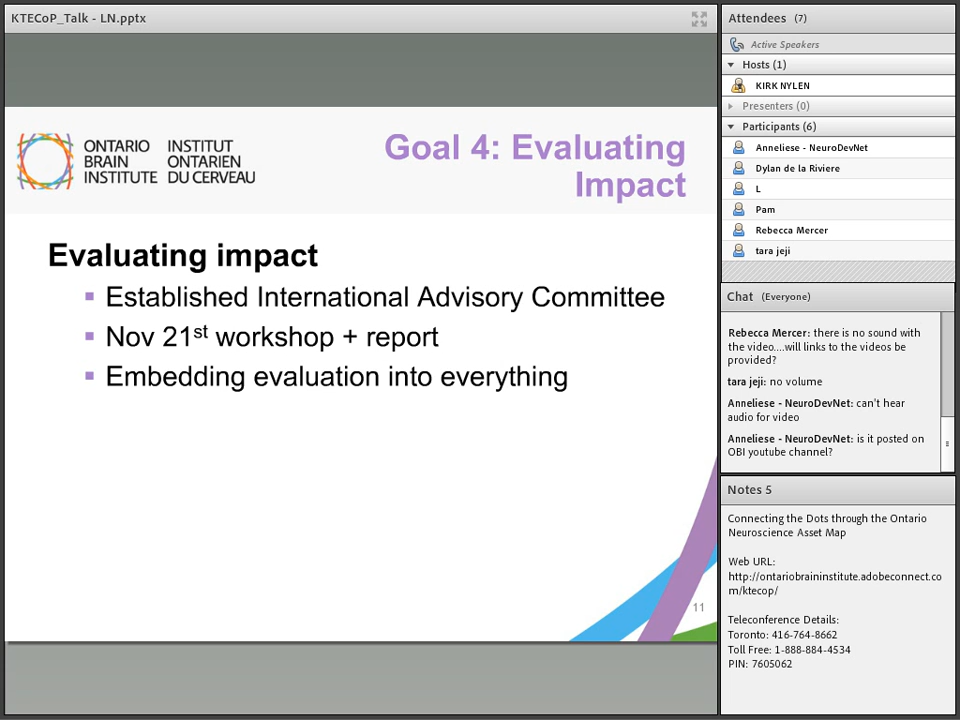 KTECoP_Talk - LN.pptx
ONTARIO BRAIN INSTITUTE
INSTITUT ONTARIEN DU CERVEAU
Goal 4: Evaluating
Impact
Evaluating impact
Established International Advisory Committee
Nov 21st workshop + report
Embedding evaluation into everything
11
Attendees (7)
Active Speakers
Hosts (1)
KIRK NYLEN
Presenters (0)
Participants (6)
Anneliese - NeuroDevNet
Dylan de la Riviere
L
Pam
Rebecca Mercer
tara jeji
Chat (Everyone)
Rebecca Mercer: there is no sound with
the video....will links to the videos be
provided?
tara jeji: no volume
Anneliese - NeuroDevNet: can't hear
audio for video
Anneliese - NeuroDevNet: is it posted on
OBI youtube channel?
Notes 5
Connecting the Dots through the Ontario
Neuroscience Asset Map
Web URL:
http://ontariobraininstitute.adobeconnect.co
m/ktecop/
Teleconference Details:
Toronto: 416-764-8662
Toll Free: 1-888-884-4534
PIN: 7605062